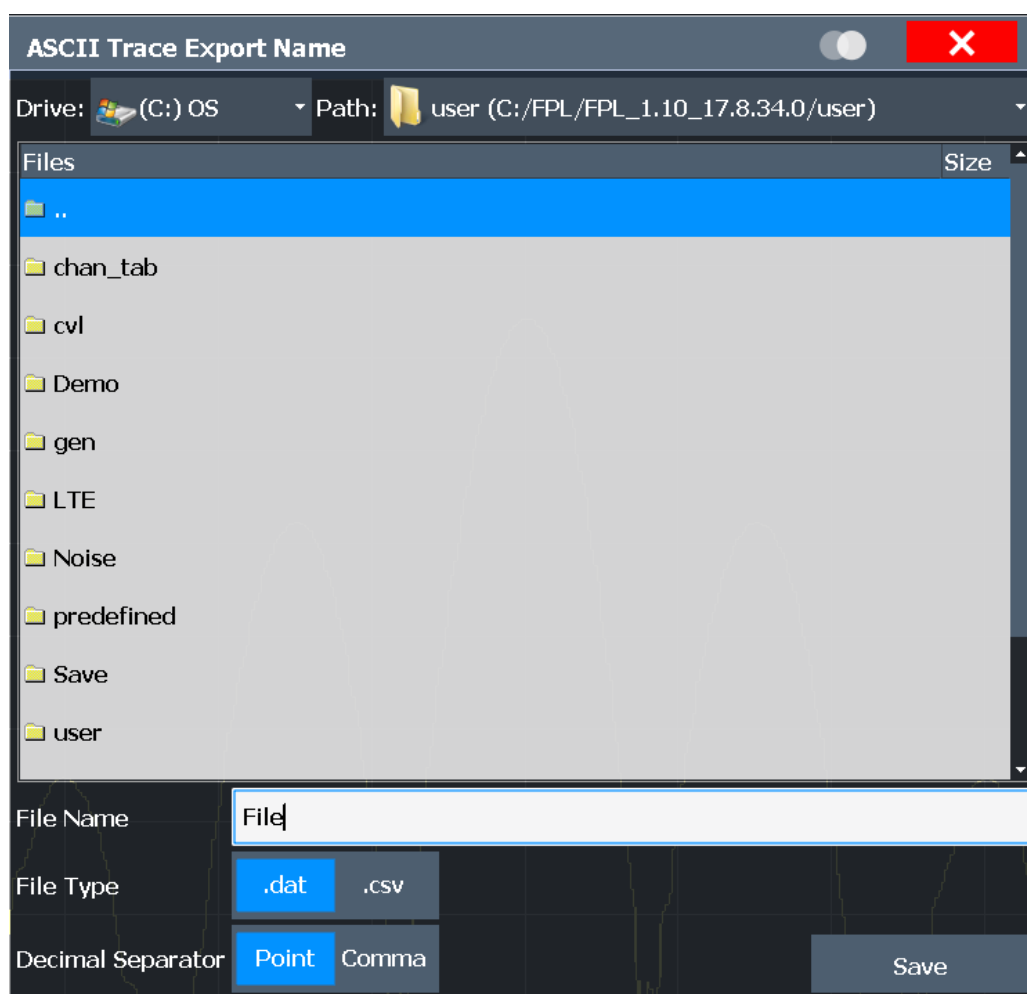 ASCII Trace Export Name
Drive: (C:) OS Path: user (C:/FPL/FPL_1.10_17.8.34.0/user)
Files Size
..
chan_tab
cvl
Demo
gen
LTE
Noise
predefined
Save
user
File Name File
File Type .dat .csv
Decimal Separator Point Comma
Save